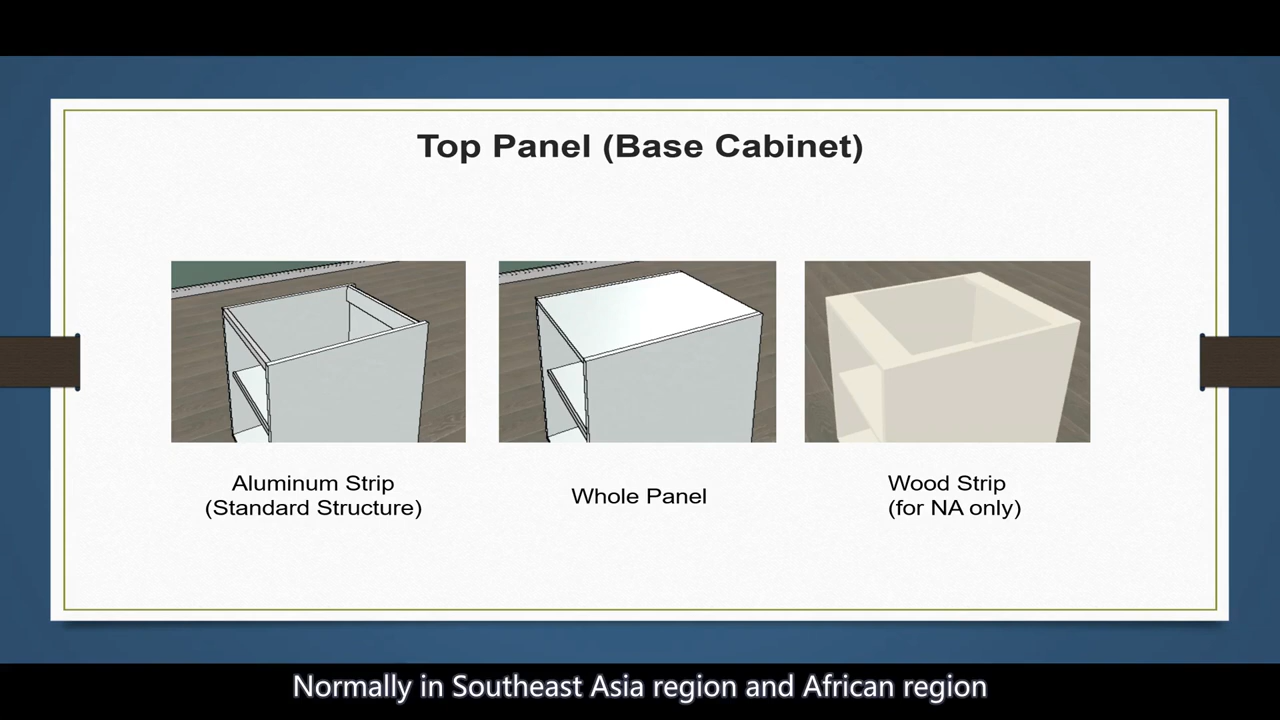 Top Panel (Base Cabinet)
Aluminum Strip
(Standard Structure)
Whole Panel
Wood Strip
(for NA only)
Normally in Southeast Asia region and African region